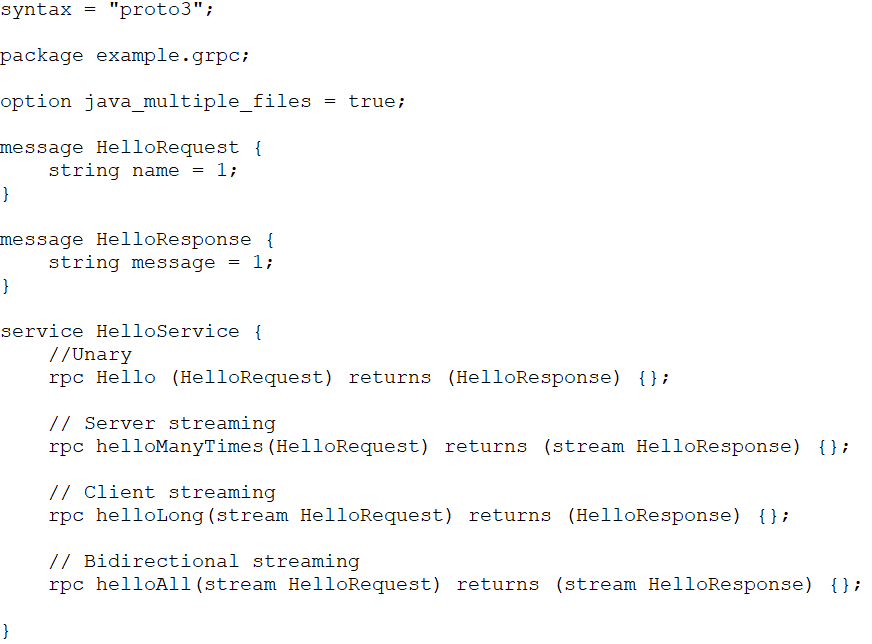 syntax = "proto3";
package example.grpc;
option java_multiple_files = true;
message HelloRequest {
    string name = 1;
}
message HelloResponse {
    string message = 1;
}
service HelloService {
    //Unary
    rpc Hello (HelloRequest) returns (HelloResponse) {};
    // Server streaming
    rpc helloManyTimes(HelloRequest) returns (stream HelloResponse) {};
    // Client streaming
    rpc helloLong(stream HelloRequest) returns (HelloResponse) {};
    // Bidirectional streaming
    rpc helloAll(stream HelloRequest) returns (stream HelloResponse) {};
}